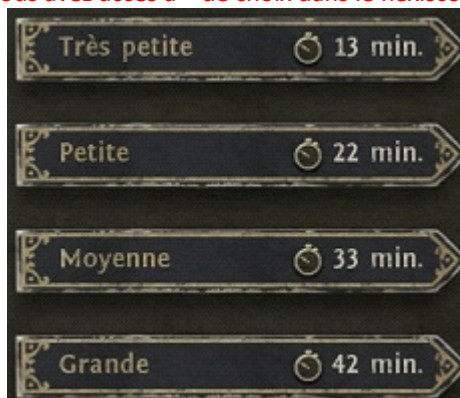 Très petite 13 min.
Petite 22 min.
Moyenne 33 min.
Grande 42 min.